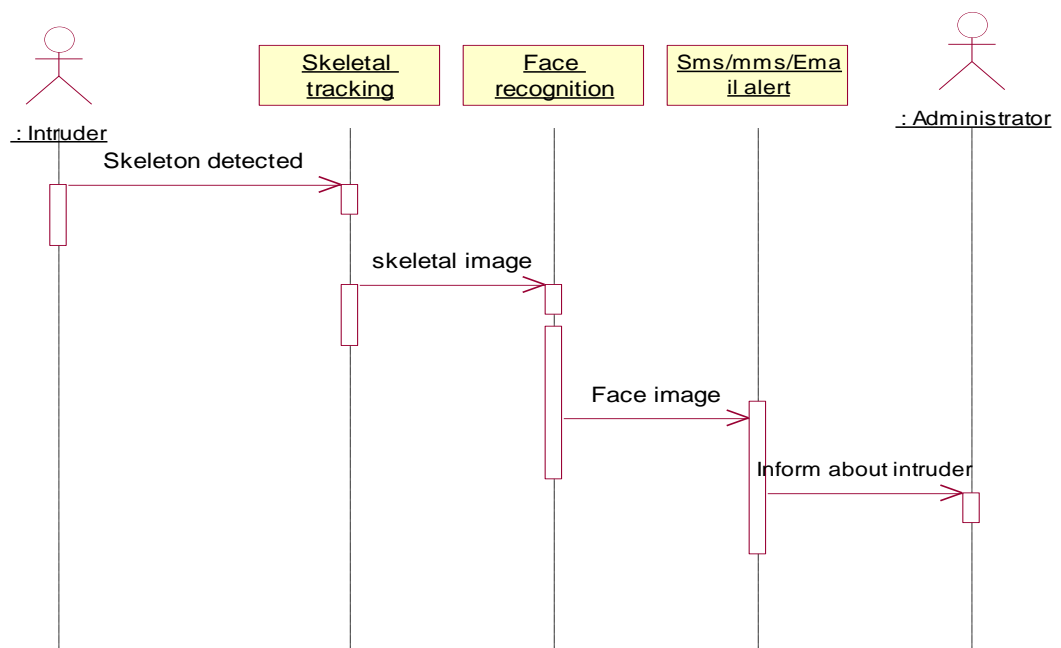 Skeletal
tracking
Face
recognition
Sms/mms/Ema
il alert
: Intruder
: Administrator
Skeleton detected
skeletal image
Face image
Inform about intruder